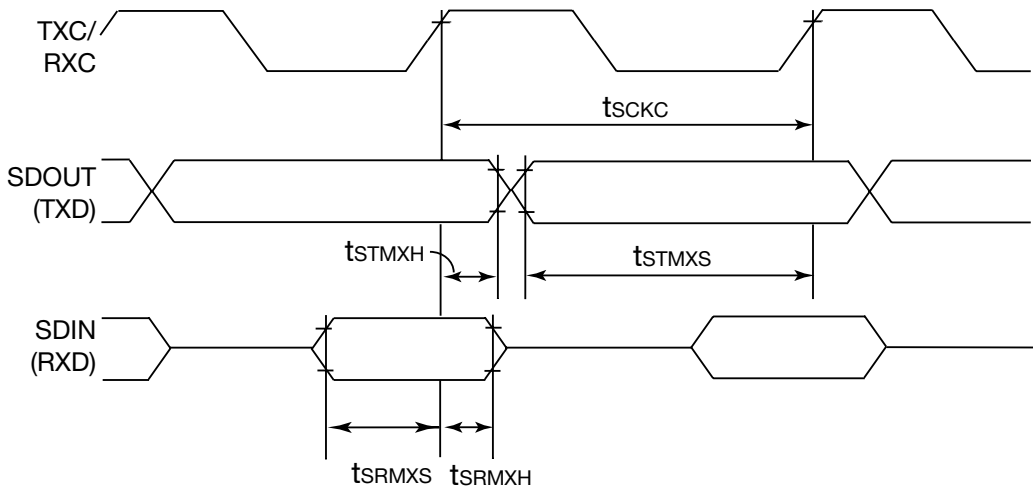 TXC/
RXC
tSCKC
SDOUT
(TXD)
tSTMXH
tSTMXS
SDIN
(RXD)
tSRMXS
tSRMXH